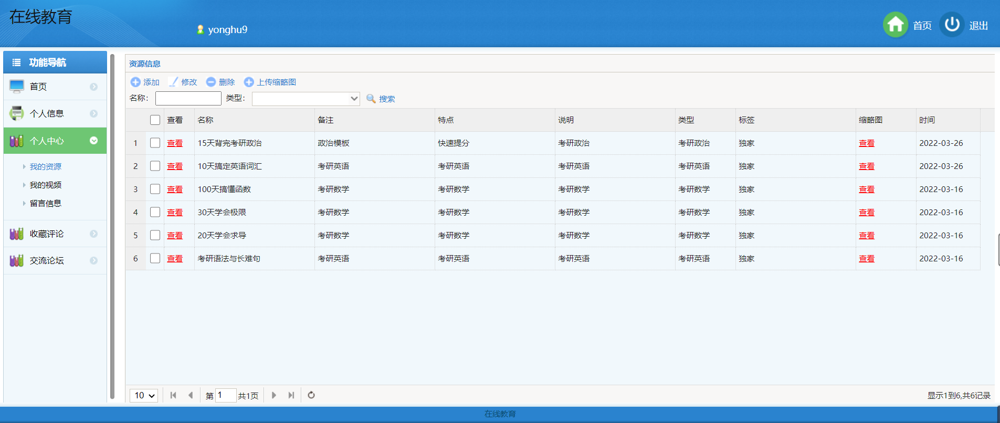 在线教育
yonghu9
首页
退出
功能导航
首页
个人信息
个人中心
我的资源
我的视频
留言信息
收藏评论
交流论坛
资源信息
添加 修改 删除 上传缩略图
名称： 类型： 搜索
查看 名称 备注 特点 说明 类型 标签 缩略图 时间
1 查看 15天背完考研政治 政治模板 快速提分 考研政治 考研政治 独家 查看 2022-03-26
2 查看 10天搞定英语词汇 考研英语 考研英语 考研英语 考研英语 独家 查看 2022-03-26
3 查看 100天搞懂函数 考研数学 考研数学 考研数学 考研数学 独家 查看 2022-03-16
4 查看 30天学会极限 考研数学 考研数学 考研数学 考研数学 独家 查看 2022-03-16
5 查看 20天学会求导 考研数学 考研数学 考研数学 考研数学 独家 查看 2022-03-16
6 查看 考研语法与长难句 考研英语 考研英语 考研英语 考研英语 独家 查看 2022-03-16
10 第 1 共1页 显示1到6,共6记录
在线教育